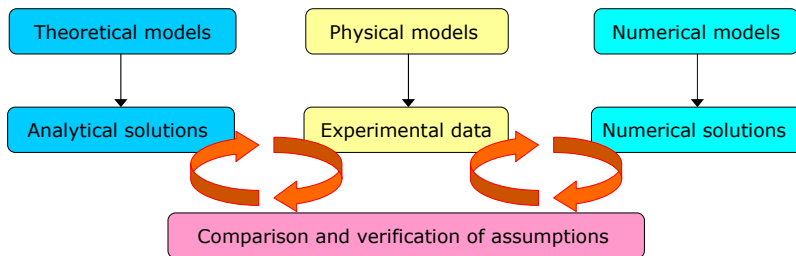 Theoretical models
Physical models
Numerical models
Analytical solutions
Experimental data
Numerical solutions
Comparison and verification of assumptions